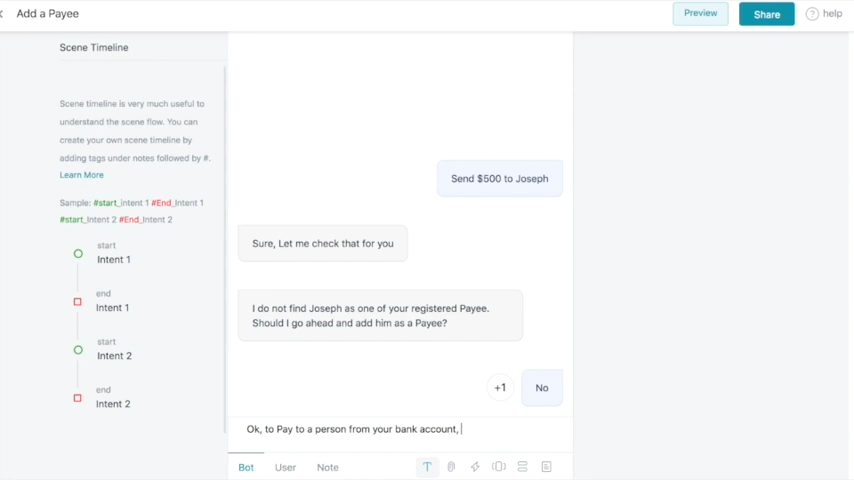 Add a Payee
Preview
Share
? help
Scene Timeline
Scene timeline is very much useful to
understand the scene flow. You can
create your own scene timeline by
adding tags under notes followed by #.
Learn More
Sample: #start_intent 1 #End_Intent 1
#start_Intent 2 #End_Intent 2
start
Intent 1
end
Intent 1
start
Intent 2
end
Intent 2
Send $500 to Joseph
Sure, Let me check that for you
I do not find Joseph as one of your registered Payee.
Should I go ahead and add him as a Payee?
+1 No
Ok, to Pay to a person from your bank account,
Bot User Note T